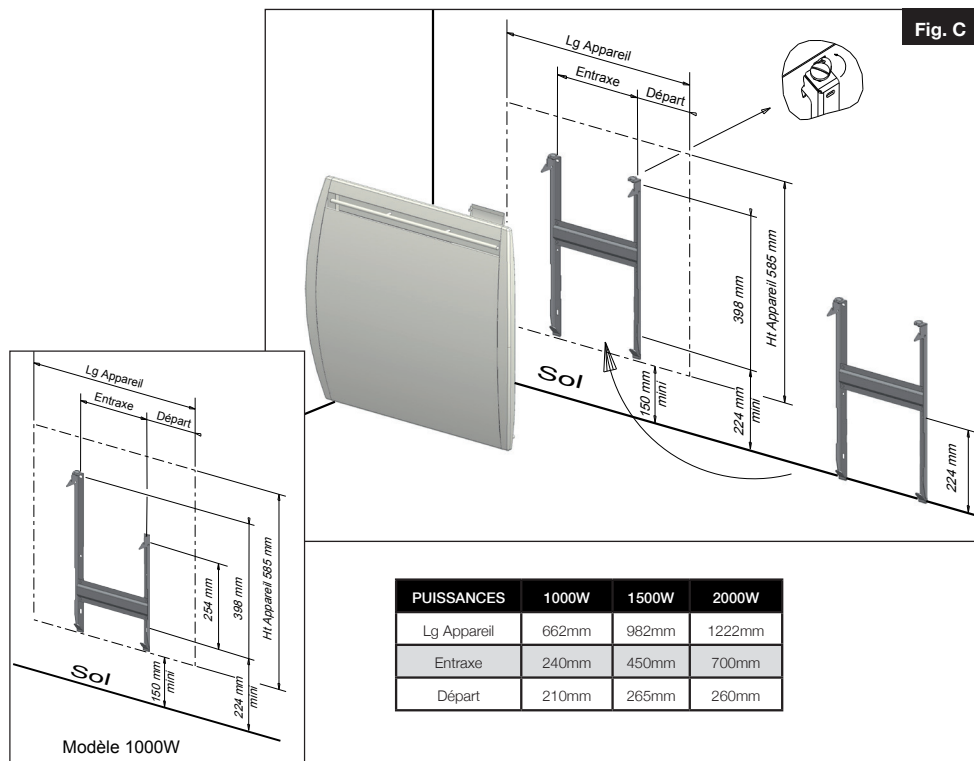 Fig. C
Lg Appareil
Entraxe
Départ
398 mm
Ht Appareil 585 mm
150 mm
mini
224 mm
mini
Sol
224 mm
Lg Appareil
Entraxe
Départ
254 mm
398 mm
Ht Appareil 585 mm
150 mm
mini
224 mm
mini
Sol
Modèle 1000W
PUISSANCES 1000W 1500W 2000W
Lg Appareil 662mm 982mm 1222mm
Entraxe 240mm 450mm 700mm
Départ 210mm 265mm 260mm